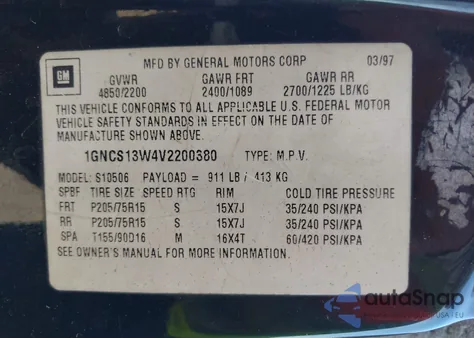 MFD BY GENERAL MOTORS CORP 03/97
GM GVWR GAWR FRT GAWR RR
4850/2200 2400/1089 2700/1225 LB/KG
THIS VEHICLE CONFORMS TO ALL APPLICABLE U.S. FEDERAL MOTOR
VEHICLE SAFETY STANDARDS IN EFFECT ON THE DATE OF
MANUFACTURE SHOWN ABOVE.
1GNCS13W4V2200380 TYPE: M.P.V.
MODEL: S10506 PAYLOAD = 911 LB / 413 KG
SPBF TIRE SIZE SPEED RTG RIM COLD TIRE PRESSURE
FRT P205/75R15 S 15X7J 35/240 PSI/KPA
RR P205/75R15 S 15X7J 35/240 PSI/KPA
SPA T155/90D16 M 16X4T 60/420 PSI/KPA
SEE OWNER'S MANUAL FOR MORE INFORMATION.
autoSnap